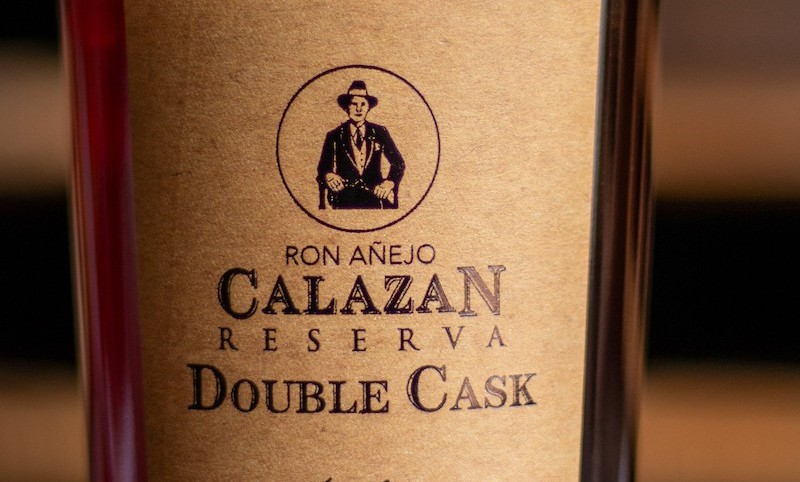 RON AÑEJO
CALAZAN
RESERVA
DOUBLE CASK